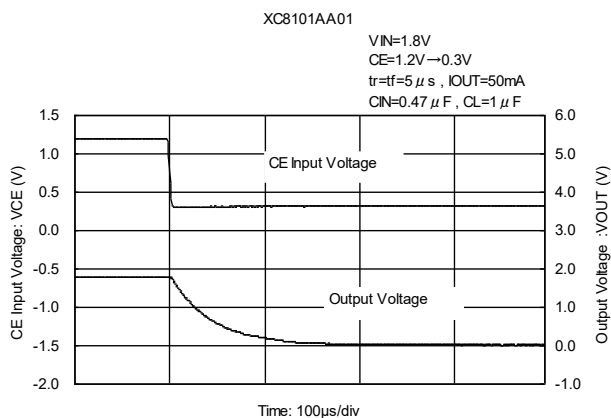 XC8101AA01
VIN=1.8V
CE=1.2V→0.3V
tr=tf=5 μ s , IOUT=50mA
CIN=0.47 μ F , CL=1 μ F
1.5
1.0
0.5
0.0
-0.5
-1.0
-1.5
-2.0
CE Input Voltage: VCE (V)
CE Input Voltage
Output Voltage
6.0
5.0
4.0
3.0
2.0
1.0
0.0
-1.0
Output Voltage :VOUT (V)
Time: 100μs/div